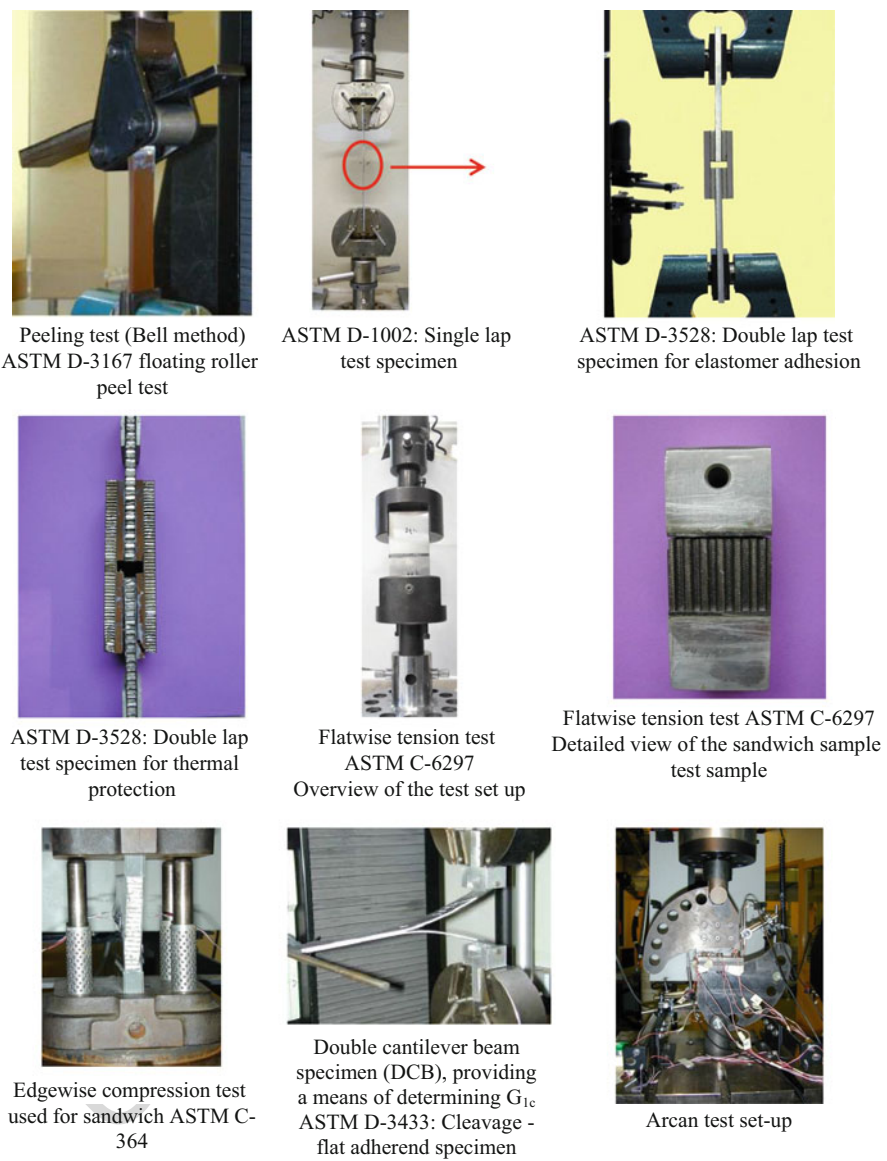 Peeling test (Bell method)
ASTM D-3167 floating roller
peel test
ASTM D-1002: Single lap
test specimen
ASTM D-3528: Double lap test
specimen for elastomer adhesion
ASTM D-3528: Double lap
test specimen for thermal
protection
Flatwise tension test
ASTM C-6297
Overview of the test set up
Flatwise tension test ASTM C-6297
Detailed view of the sandwich sample
test sample
Edgewise compression test
used for sandwich ASTM C-
364
Double cantilever beam
specimen (DCB), providing
a means of determining G1c
ASTM D-3433: Cleavage -
flat adherend specimen
Arcan test set-up